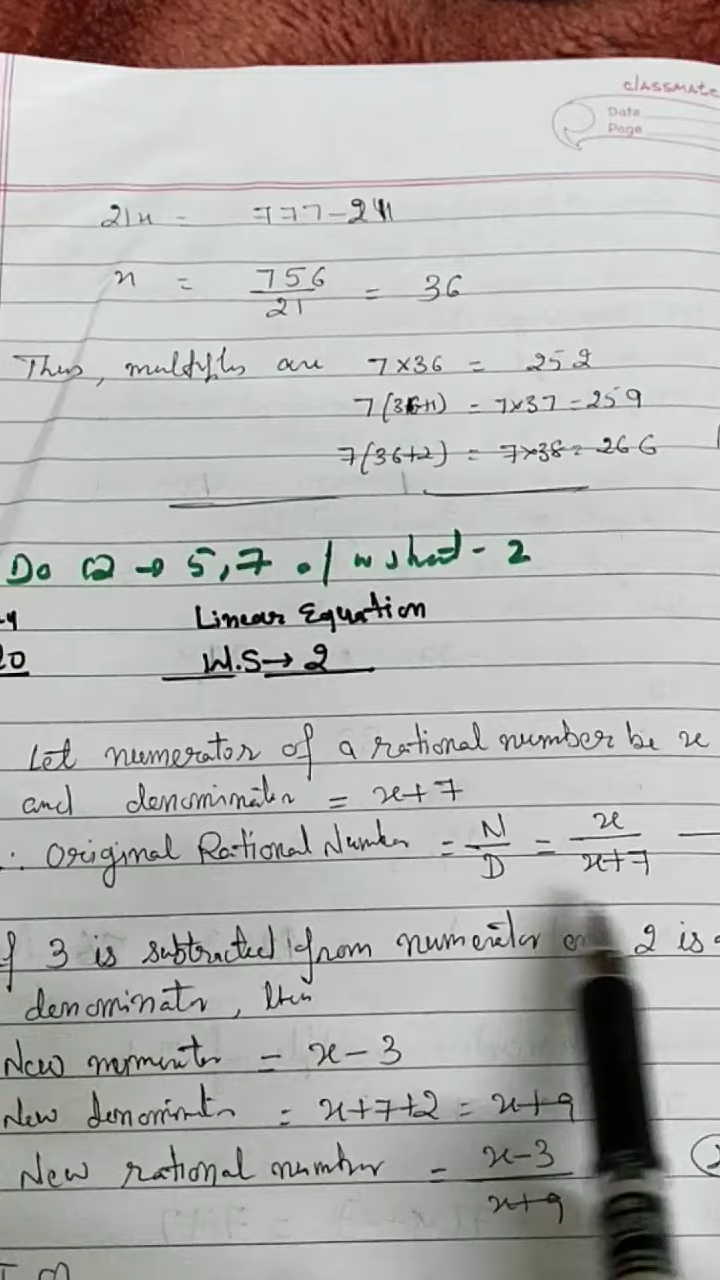 classmate
Date
Page
21x = 777-21
x = 756/21 = 36
Thus, multiples are 7×36 = 252
7(36+1) = 7×37 = 259
7(36+2) = 7×38 = 266
Do Q → 5,7 of w sheet - 2
Linear Equation
20
W.S → 2
Let numerator of a rational number be x
and denominator = x+7
∴ Original Rational Number = N/D = x/x+7
f 3 is subtracted from numerator 2 is
denominator, then
New numerator = x-3
New denominator = x+7+2 = x+9
New rational number = x-3/x+9